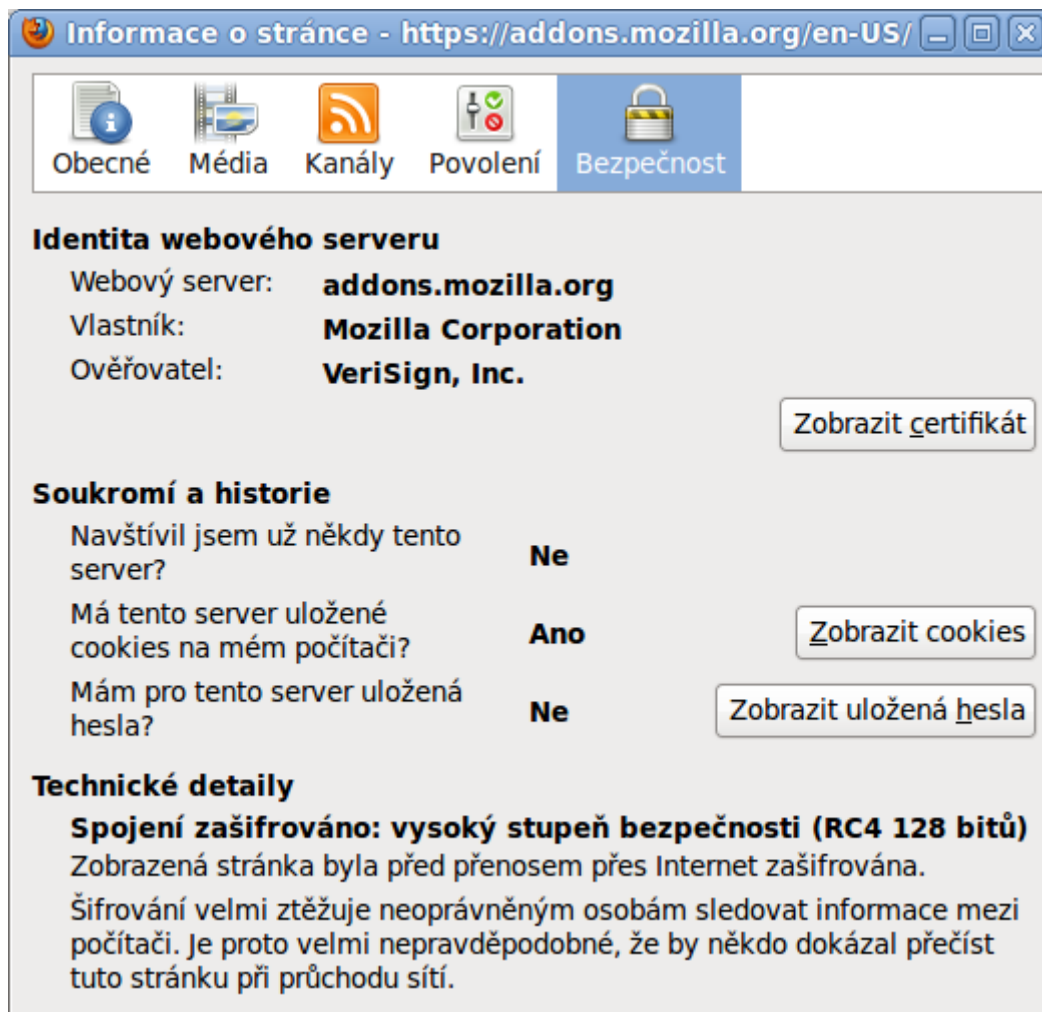 Informace o stránce - https://addons.mozilla.org/en-US/
Obecné Média Kanály Povolení Bezpečnost
Identita webového serveru
Webový server: addons.mozilla.org
Vlastník: Mozilla Corporation
Ověřovatel: VeriSign, Inc.
Zobrazit certifikát
Soukromí a historie
Navštívil jsem už někdy tento
server?
Ne
Má tento server uložené
cookies na mém počítači?
Ano
Zobrazit cookies
Mám pro tento server uložená
hesla?
Ne
Zobrazit uložená hesla
Technické detaily
Spojení zašifrováno: vysoký stupeň bezpečnosti (RC4 128 bitů)
Zobrazená stránka byla před přenosem přes Internet zašifrována.
Šifrování velmi ztěžuje neoprávněným osobám sledovat informace mezi
počítači. Je proto velmi nepravděpodobné, že by někdo dokázal přečíst
tuto stránku při průchodu sítí.